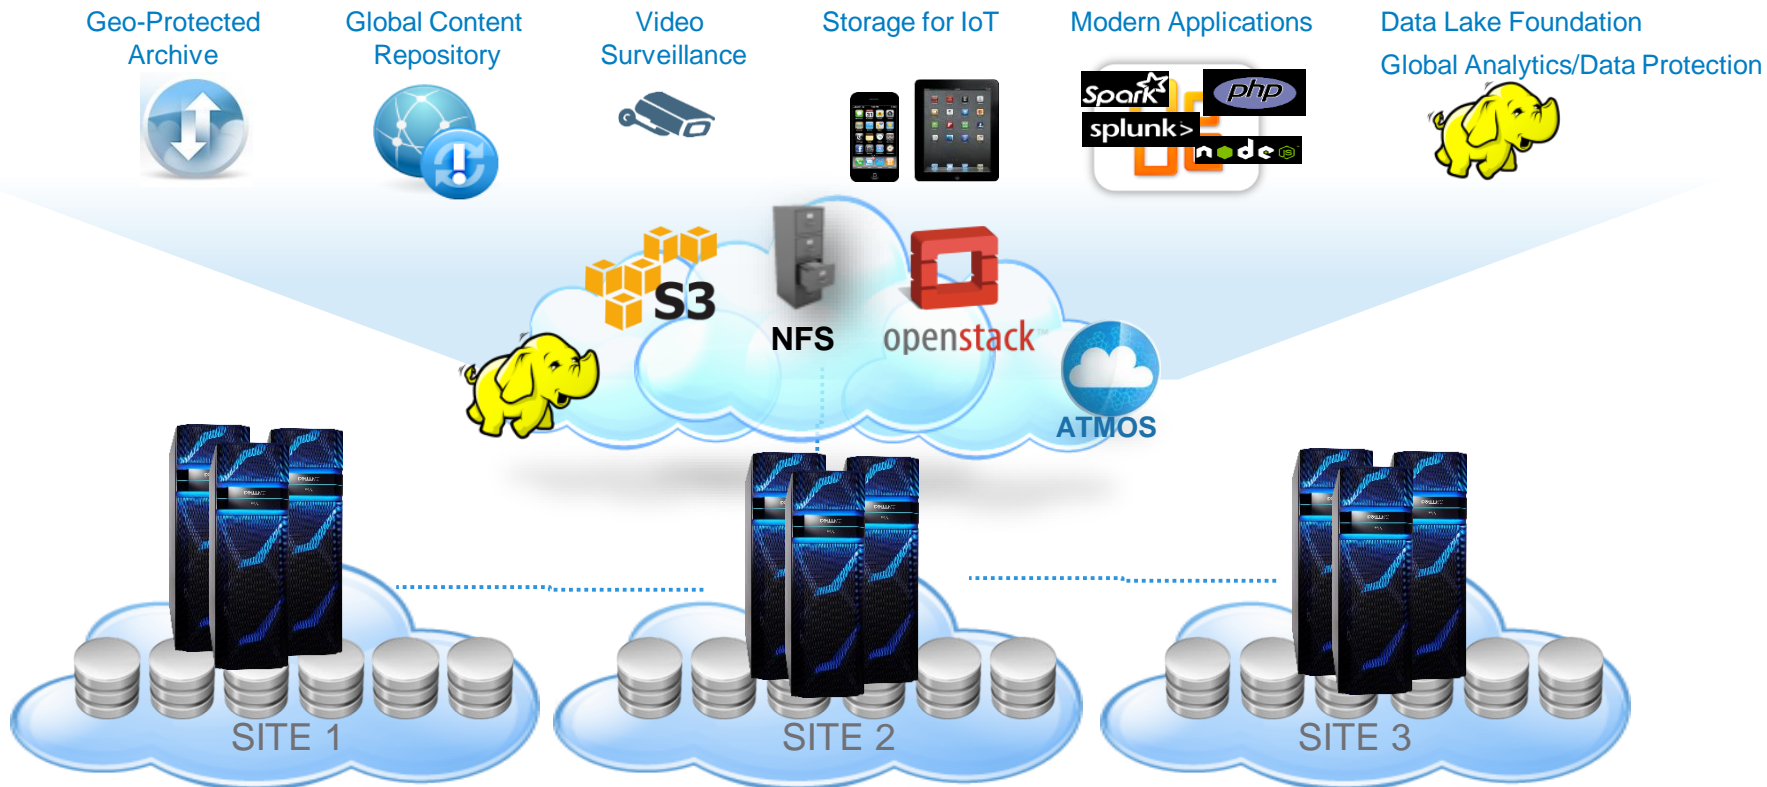 Geo-Protected
Archive
Global Content
Repository
Video
Surveillance
Storage for IoT
Modern Applications
Data Lake Foundation
Global Analytics/Data Protection
Spark
php
splunk>
node
JS
S3
NFS
openstack
ATMOS
SITE 1
SITE 2
SITE 3